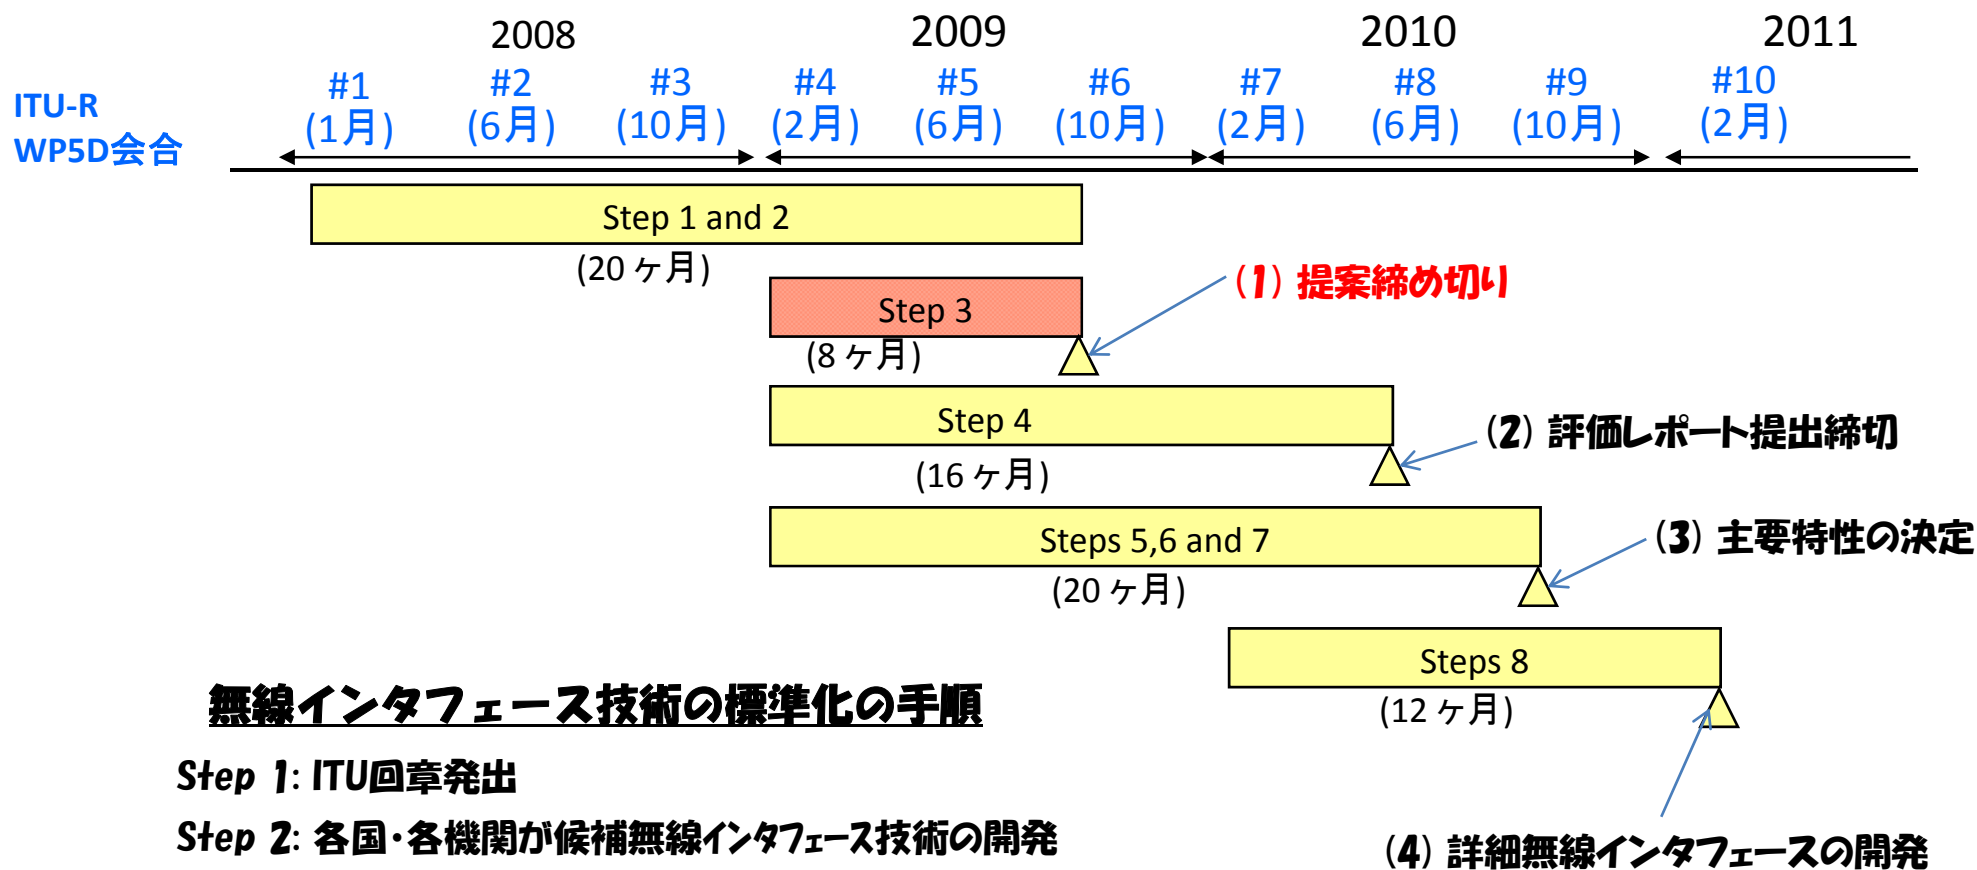 2008
2009
2010
2011
ITU-R
WP5D会合
#1
(1月)
#2
(6月)
#3
(10月)
#4
(2月)
#5
(6月)
#6
(10月)
#7
(2月)
#8
(6月)
#9
(10月)
#10
(2月)
Step 1 and 2
(20 ヶ月)
Step 3
(8 ヶ月)
(1) 提案締め切り
Step 4
(16 ヶ月)
(2) 評価レポート提出締切
Steps 5,6 and 7
(20 ヶ月)
(3) 主要特性の決定
Steps 8
(12 ヶ月)
(4) 詳細無線インタフェースの開発
無線インタフェース技術の標準化の手順
Step 1: ITU回章発出
Step 2: 各国・各機関が候補無線インタフェース技術の開発